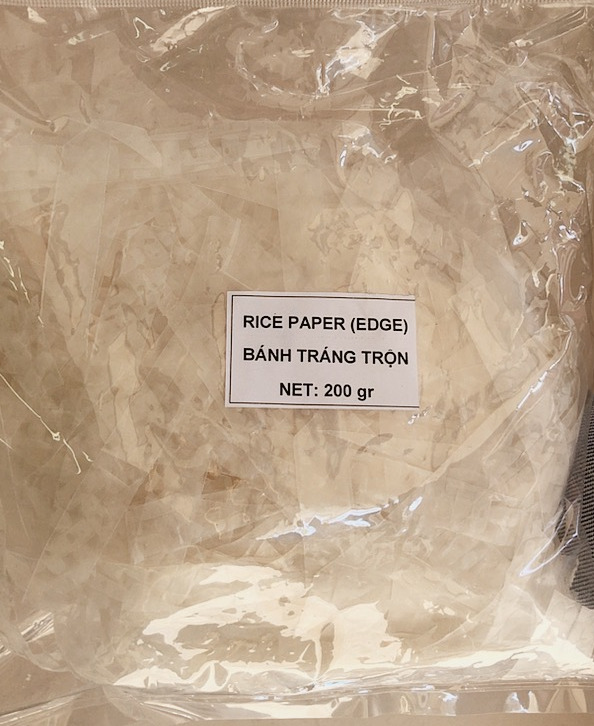 RICE PAPER (EDGE)
BÁNH TRÁNG TRỘN
NET: 200 gr